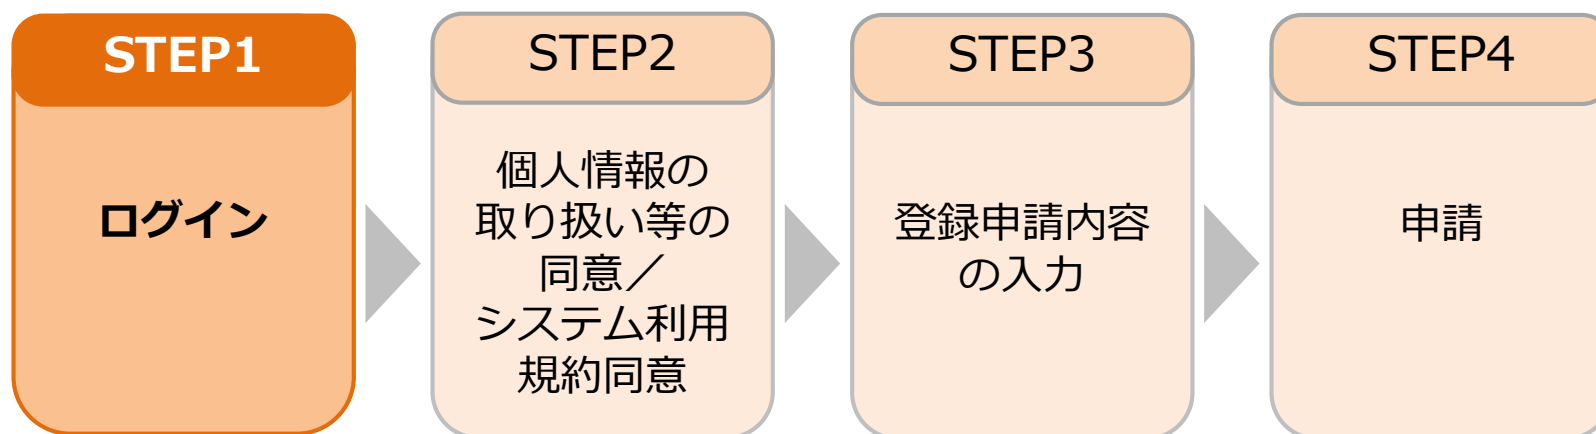 STEP1
ログイン
STEP2
個人情報の
取り扱い等の
同意／
システム利用
規約同意
STEP3
登録申請内容
の入力
STEP4
申請